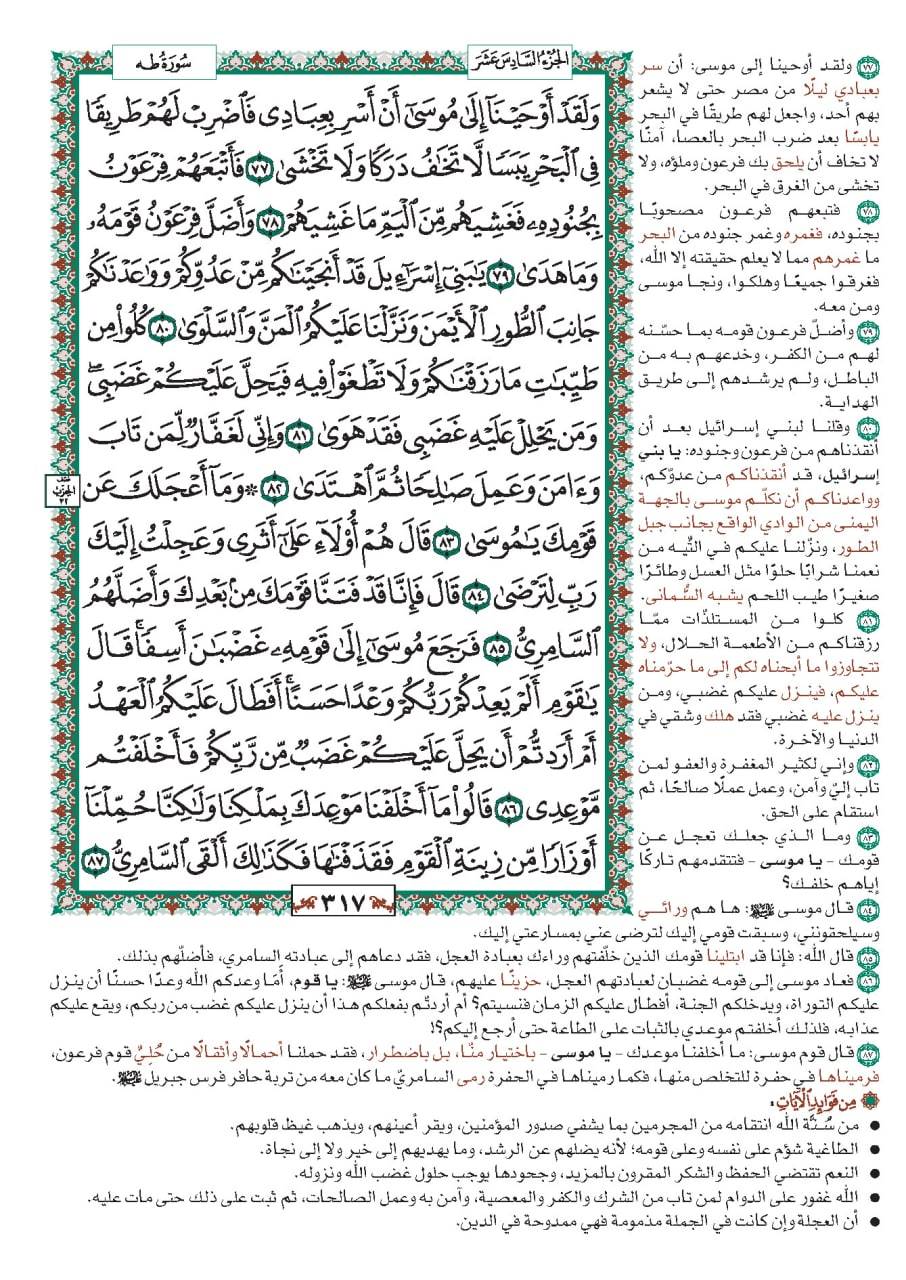 الجزء السادس عشر
سورة طه
وَلَقَدْ أَوْحَيْنَآ إِلَىٰ مُوسَىٰٓ أَنْ أَسْرِ بِعِبَادِى فَٱضْرِبْ لَهُمْ طَرِيقًا
فِى ٱلْبَحْرِ يَبَسًا لَّا تَخَٰفُ دَرَكًا وَلَا تَخْشَىٰ ٧٧ فَأَتْبَعَهُمْ فِرْعَوْنُ
بِجُنُودِهِۦ فَغَشِيَهُم مِّنَ ٱلْيَمِّ مَا غَشِيَهُمْ ٧٨ وَأَضَلَّ فِرْعَوْنُ قَوْمَهُۥ
وَمَا هَدَىٰ ٧٩ يَٰبَنِىٓ إِسْرَٰٓءِيلَ قَدْ أَنجَيْنَٰكُم مِّنْ عَدُوِّكُمْ وَوَٰعَدْنَٰكُمْ
جَانِبَ ٱلطُّورِ ٱلْأَيْمَنَ وَنَزَّلْنَا عَلَيْكُمُ ٱلْمَنَّ وَٱلسَّلْوَىٰ ٨٠ كُلُوا۟ مِن
طَيِّبَٰتِ مَا رَزَقْنَٰكُمْ وَلَا تَطْغَوْا۟ فِيهِ فَيَحِلَّ عَلَيْكُمْ غَضَبِى ۖ
وَمَن يَحْلِلْ عَلَيْهِ غَضَبِى فَقَدْ هَوَىٰ ٨١ وَإِنِّى لَغَفَّارٌ لِّمَن تَابَ
وَءَامَنَ وَعَمِلَ صَٰلِحًا ثُمَّ ٱهْتَدَىٰ ٨٢ ۞ وَمَآ أَعْجَلَكَ عَن
قَوْمِكَ يَٰمُوسَىٰ ٨٣ قَالَ هُمْ أُو۟لَآءِ عَلَىٰٓ أَثَرِى وَعَجِلْتُ إِلَيْكَ
رَبِّ لِتَرْضَىٰ ٨٤ قَالَ فَإِنَّا قَدْ فَتَنَّا قَوْمَكَ مِنۢ بَعْدِكَ وَأَضَلَّهُمُ
ٱلسَّامِرِىُّ ٨٥ فَرَجَعَ مُوسَىٰٓ إِلَىٰ قَوْمِهِۦ غَضْبَٰنَ أَسِفًا ۚ قَالَ
يَٰقَوْمِ أَلَمْ يَعِدْكُمْ رَبُّكُمْ وَعْدًا حَسَنًا ۚ أَفَطَالَ عَلَيْكُمُ ٱلْعَهْدُ
أَمْ أَرَدتُّمْ أَن يَحِلَّ عَلَيْكُمْ غَضَبٌ مِّن رَّبِّكُمْ فَأَخْلَفْتُم
مَّوْعِدِى ٨٦ قَالُوا۟ مَآ أَخْلَفْنَا مَوْعِدَكَ بِمَلْكِنَا وَلَٰكِنَّا حُمِّلْنَآ
أَوْزَارًا مِّن زِينَةِ ٱلْقَوْمِ فَقَذَفْنَٰهَا فَكَذَٰلِكَ أَلْقَى ٱلسَّامِرِىُّ ٨٧
٣١٧
٧٧ ولقد أوحينا إلى موسى: أن سر
بعبادي ليلًا من مصر حتى لا يشعر
بهم أحد، واجعل لهم طريقًا في البحر
يابسًا بعد ضرب البحر بالعصا، آمنًا
لا تخاف أن يلحق بك فرعون وملؤه، ولا
تخشى من الغرق في البحر.
٧٨ فتبعهم فرعون مصحوبًا
بجنوده، فغمره وغمر جنوده من البحر
ما غمرهم مما لا يعلم حقيقته إلا الله،
فغرقوا جميعًا وهلكوا، ونجا موسى
ومن معه.
٧٩ وأضلّ فرعون قومه بما حسّنه
لهم من الكفر، وخدعهم به من
الباطل، ولم يرشدهم إلى طريق
الهداية.
٨٠ وقلنا لبني إسرائيل بعد أن
أنقذناهم من فرعون وجنوده: يا بني
إسرائيل، قد أنقذناكم من عدوّكم،
وواعدناكم أن نكلّم موسى بالجهة
اليمنى من الوادي الواقع بجانب جبل
الطور، ونزّلنا عليكم في التِّيه من
نعمنا شرابًا حلوًا مثل العسل وطائرًا
صغيرًا طيب اللحم يشبه السُّمانى.
٨١ كلوا من المستلذّات ممّا
رزقناكم من الأطعمة الحلال، ولا
تتجاوزوا ما أبحناه لكم إلى ما حرّمناه
عليكم، فينزل عليكم غضبي، ومن
ينزل عليه غضبي فقد هلك وشقي في
الدنيا والآخرة.
٨٢ وإني لكثير المغفرة والعفو لمن
تاب إليّ وآمن، وعمل عملًا صالحًا، ثم
استقام على الحق.
٨٣ وما الذي جعلك تعجل عن
قومك - يا موسى - فتتقدمهم تاركًا
إياهم خلفك؟
٨٤ قال موسى ﷺ: ها هم ورائي
وسيلحقونني، وسبقت قومي إليك لترضى عني بمسارعتي إليك.
٨٥ قال الله: فإنا قد ابتلينا قومك الذين خلّفتهم وراءك بعبادة العجل، فقد دعاهم إلى عبادته السامري، فأضلّهم بذلك.
٨٦ فعاد موسى إلى قومه غضبان لعبادتهم العجل، حزينًا عليهم، قال موسى ﷺ: يا قوم، أَمَا وعدكم الله وعدًا حسنًا أن ينزل
عليكم التوراة، ويدخلكم الجنة، أفطال عليكم الزمان فنسيتم؟ أم أردتم بفعلكم هذا أن ينزل عليكم غضب من ربكم، ويقع عليكم
عذابه، فلذلك أخلفتم موعدي بالثبات على الطاعة حتى أرجع إليكم؟!
٨٧ قال قوم موسى: ما أخلفنا موعدك - يا موسى - باختيار منّا، بل باضطرار، فقد حملنا أحمالًا وأثقالًا من حُلِيِّ قوم فرعون،
فرميناها في حفرة للتخلص منها، فكما رميناها في الحفرة رمى السامريّ ما كان معه من تربة حافر فرس جبريل ﷺ.
من فوائد الآيات:
• من سُنَّة الله انتقامه من المجرمين بما يشفي صدور المؤمنين، ويقر أعينهم، ويذهب غيظ قلوبهم.
• الطاغية شؤم على نفسه وعلى قومه؛ لأنه يضلهم عن الرشد، وما يهديهم إلى خير ولا إلى نجاة.
• النعم تقتضي الحفظ والشكر المقرون بالمزيد، وجحودها يوجب حلول غضب الله ونزوله.
• الله غفور على الدوام لمن تاب من الشرك والكفر والمعصية، وآمن به وعمل الصالحات، ثم ثبت على ذلك حتى مات عليه.
• أن العجلة وإن كانت في الجملة مذمومة فهي ممدوحة في الدين.